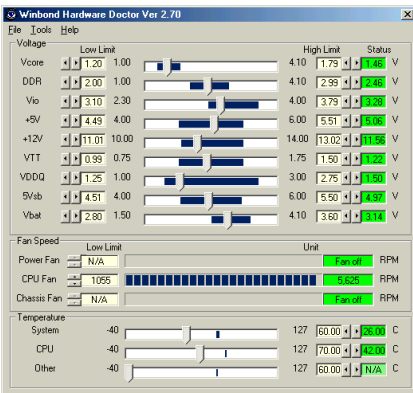 Winbond Hardware Doctor Ver 2.70
File Tools Help
Voltage
Low Limit High Limit Status
Vcore 1.20 1.00 4.10 1.79 1.46 V
DDR 2.00 1.00 4.10 2.99 2.46 V
Vio 3.10 2.30 4.00 3.79 3.28 V
+5V 4.49 4.00 6.00 5.51 5.06 V
+12V 11.01 10.00 14.00 13.02 11.56 V
VTT 0.99 0.75 1.75 1.50 1.22 V
VDDQ 1.25 1.00 3.00 2.75 1.50 V
5Vsb 4.51 4.00 6.00 5.50 4.97 V
Vbat 2.80 1.50 4.10 3.60 3.14 V
Fan Speed
Low Limit Unit
Power Fan N/A Fan off RPM
CPU Fan 1055 5,625 RPM
Chassis Fan N/A Fan off RPM
Temperature
System -40 127 60.00 26.00 C
CPU -40 127 70.00 42.00 C
Other -40 127 60.00 N/A C